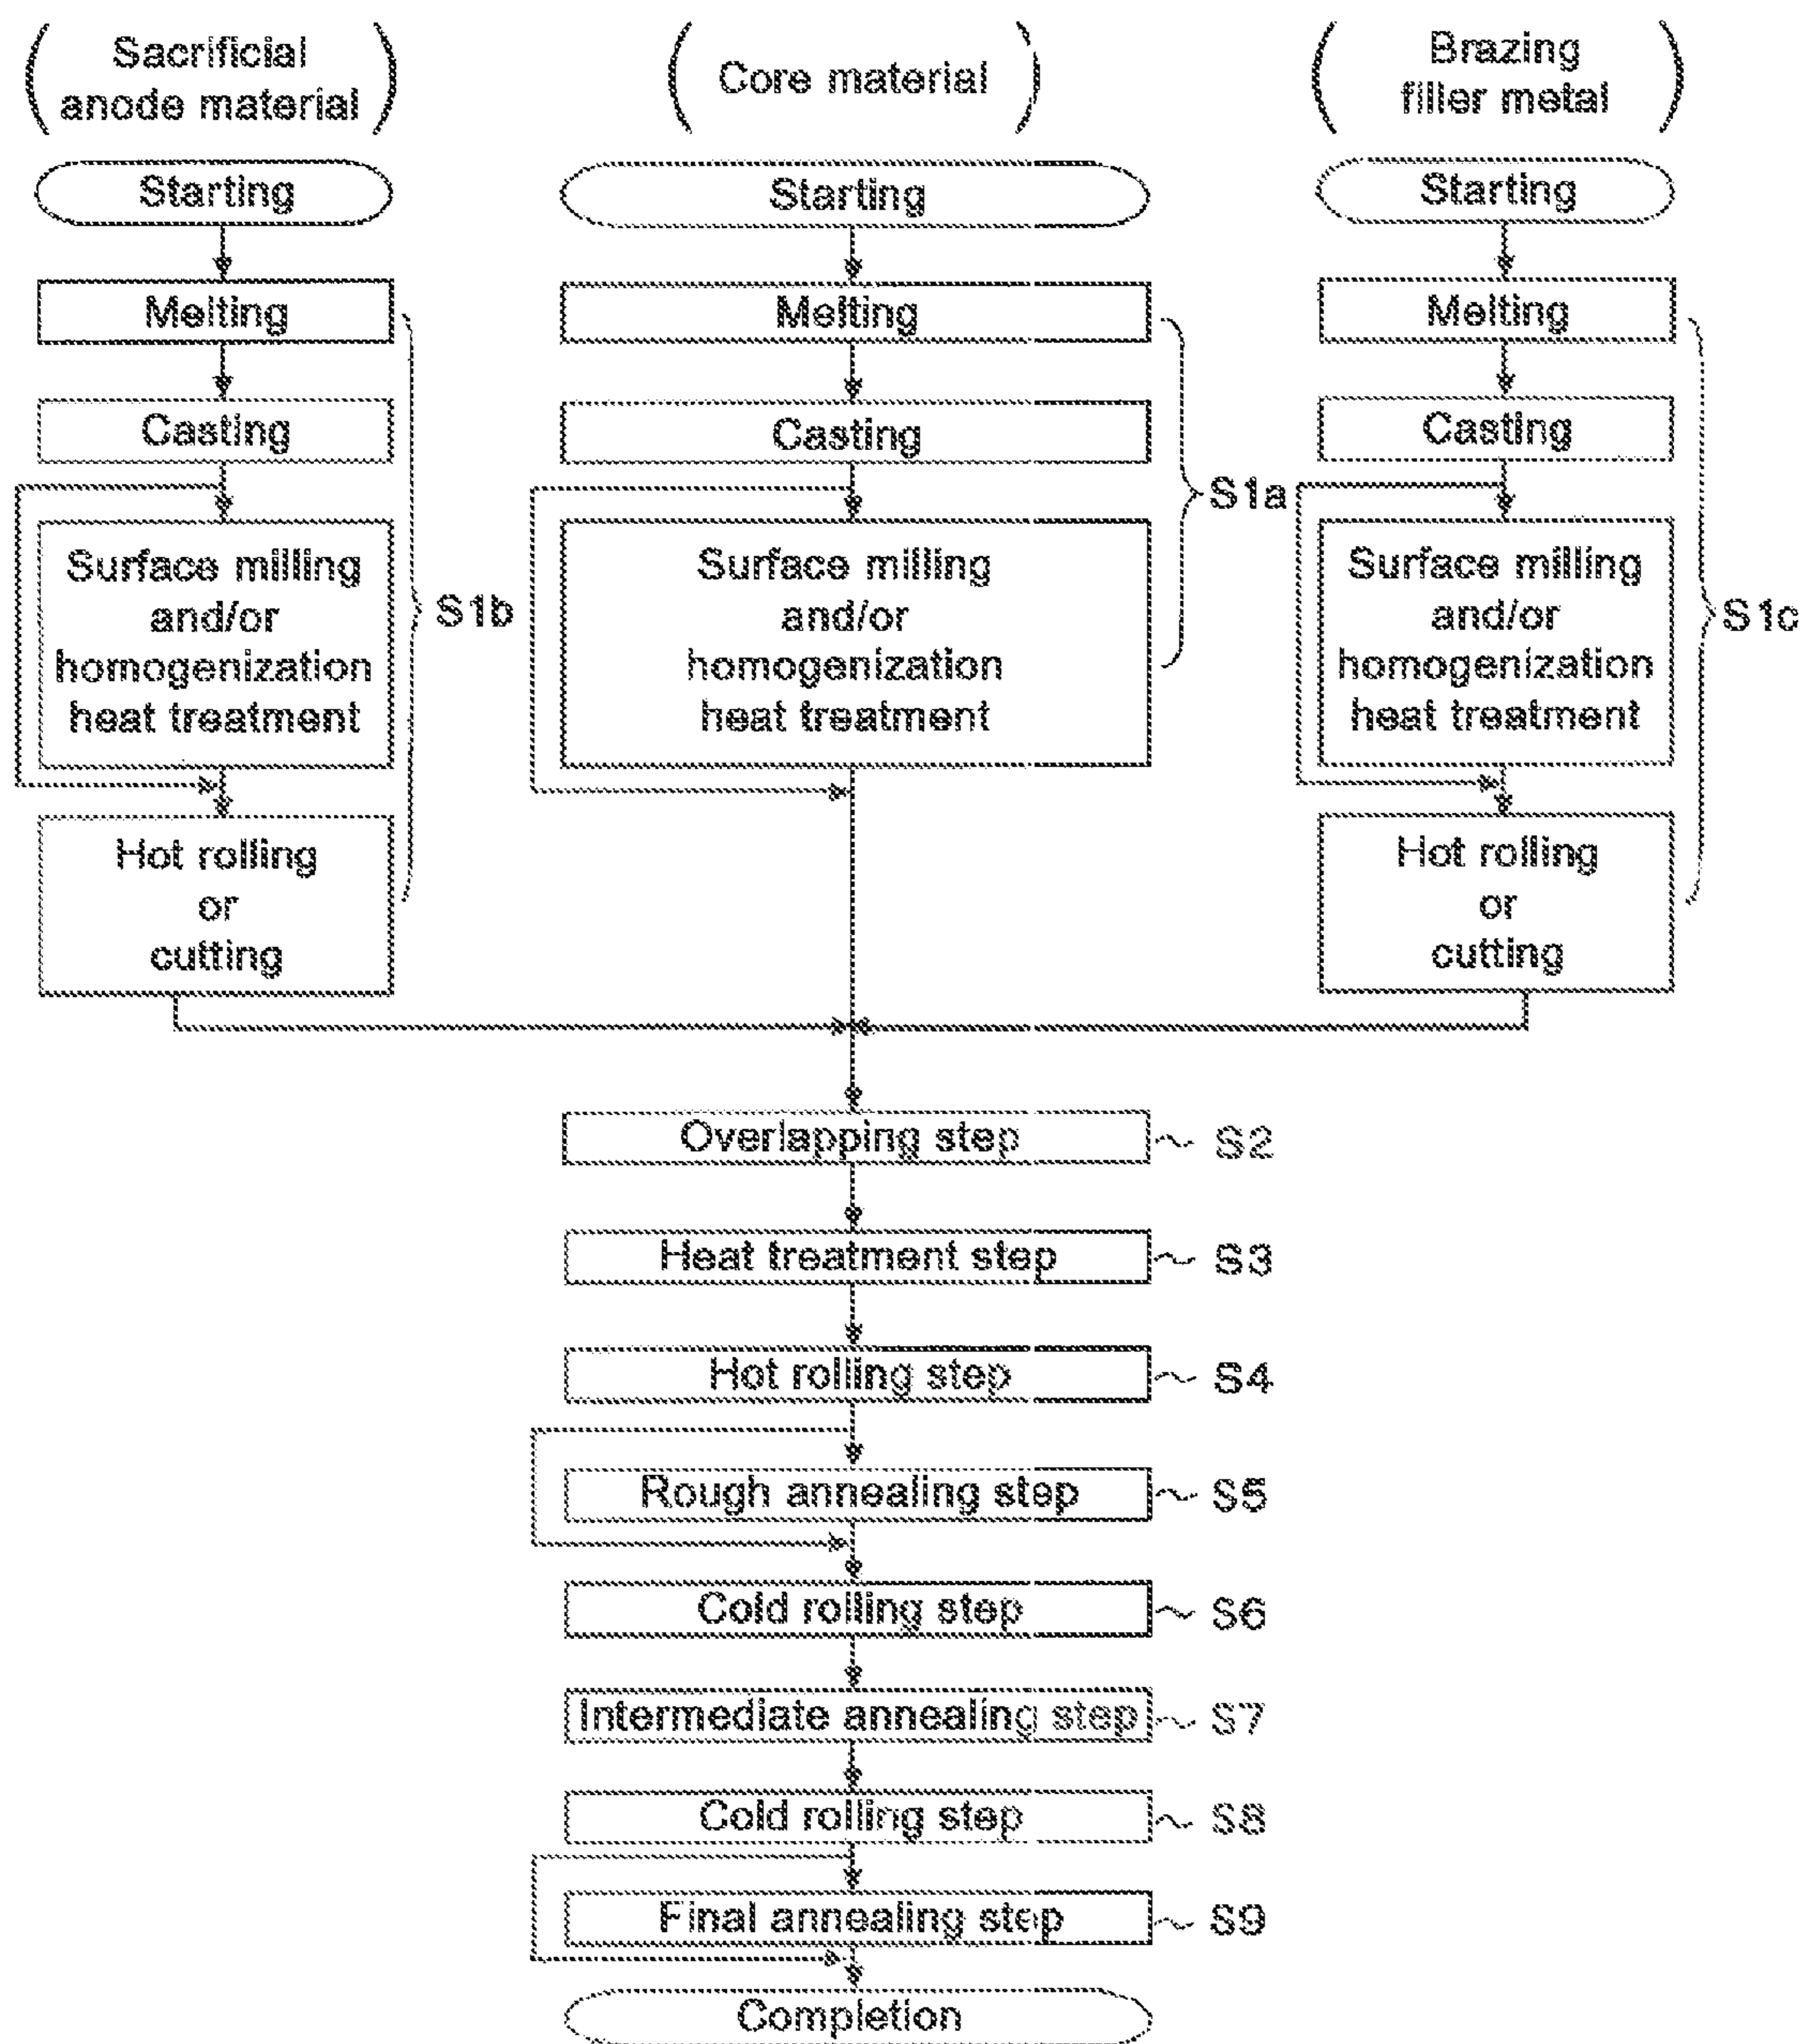 Sacrificial
anode material
Core material
Brazing
filler metal
Starting
Starting
Starting
Melting
Melting
Melting
Casting
Casting
Casting
S1a
Surface milling
and/or
homogenization
heat treatment
S1b
Surface milling
and/or
homogenization
heat treatment
Surface milling
and/or
homogenization
heat treatment
S1c
Hot rolling
or
cutting
Hot rolling
or
cutting
Overlapping step S2
Heat treatment step S3
Hot rolling step S4
Rough annealing step S5
Cold rolling step S6
Intermediate annealing step S7
Cold rolling step S8
Final annealing step S9
Completion